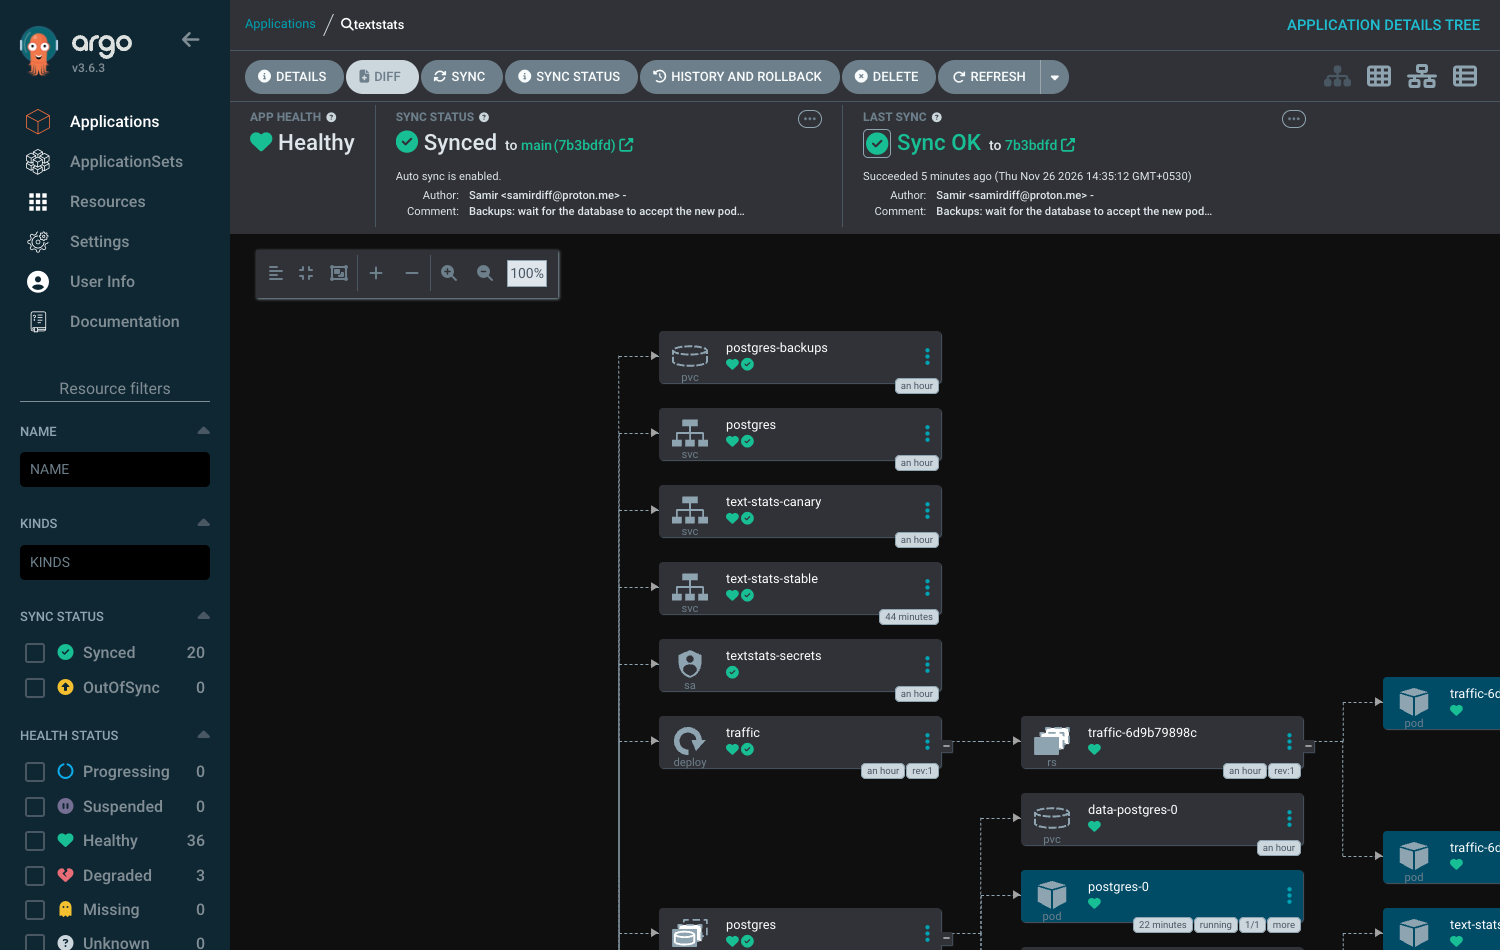 argo
v3.6.3
Applications
ApplicationSets
Resources
Settings
User Info
Documentation
Resource filters
NAME
NAME
KINDS
KINDS
SYNC STATUS
Synced 20
OutOfSync 0
HEALTH STATUS
Progressing 0
Suspended 0
Healthy 36
Degraded 3
Missing 0
Unknown 0
Applications / textstats
APPLICATION DETAILS TREE
DETAILS DIFF SYNC SYNC STATUS HISTORY AND ROLLBACK DELETE REFRESH
APP HEALTH
Healthy
SYNC STATUS
Synced to main (7b3bdfd)
Auto sync is enabled.
Author: Samir <samirdiff@proton.me> -
Comment: Backups: wait for the database to accept the new pod...
LAST SYNC
Sync OK to 7b3bdfd
Succeeded 5 minutes ago (Thu Nov 26 2026 14:35:12 GMT+0530)
Author: Samir <samirdiff@proton.me> -
Comment: Backups: wait for the database to accept the new pod...
100%
postgres-backups
pvc
an hour
postgres
svc
an hour
text-stats-canary
svc
an hour
text-stats-stable
svc
44 minutes
textstats-secrets
sa
an hour
traffic
deploy
an hour rev:1
traffic-6d9b79898c
rs
an hour rev:1
traffic-6d
pod
data-postgres-0
pvc
an hour
traffic-6d
pod
postgres-0
pod
22 minutes running 1/1 more
postgres
text-stats